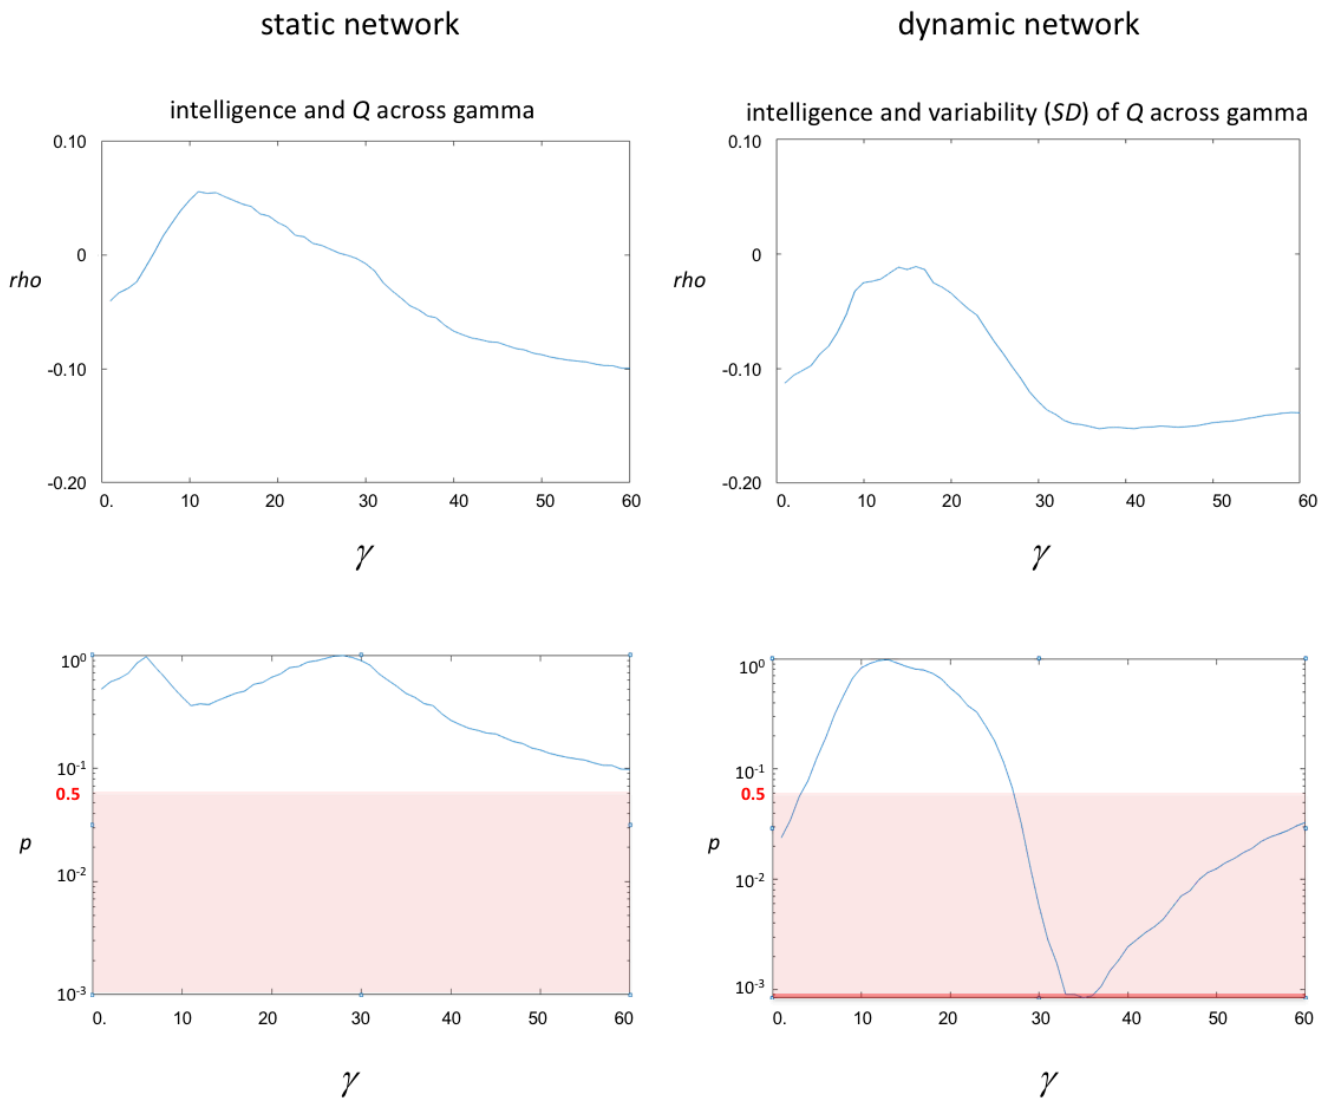 static network
dynamic network
intelligence and Q across gamma
intelligence and variability (SD) of Q across gamma
0.10
0
rho
-0.10
-0.20
0. 10 20 30 40 50 60
γ
0.10
0
rho
-0.10
-0.20
0. 10 20 30 40 50 60
γ
10⁰
10⁻¹
0.5
p
10⁻²
10⁻³
0. 10 20 30 40 50 60
γ
10⁰
10⁻¹
0.5
p
10⁻²
10⁻³
0. 10 20 30 40 50 60
γ